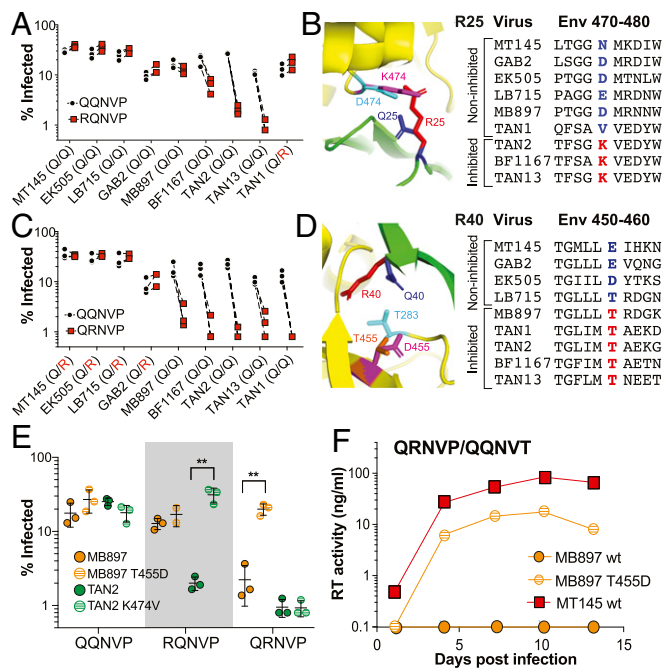 A
% Infected
100
10
1
QQNVP
RQNVP
MT145 (Q/Q)
EK505 (Q/Q)
LB715 (Q/Q)
GAB2 (Q/Q)
MB897 (Q/Q)
BF1167 (Q/Q)
TAN2 (Q/Q)
TAN13 (Q/Q)
TAN1 (Q/R)
B
K474
D474
Q25
R25
R25 Virus Env 470-480
Non-inhibited
MT145 LTGG N MKDIW
GAB2 LSGG D MRDIW
EK505 PTGG D MTNLW
LB715 PAGG E MRDNW
MB897 PTGG D MRNNW
TAN1 QFSA V VEDYW
Inhibited
TAN2 TFSG K VEDYW
BF1167 TFSA K VEDYW
TAN13 TFSG K VEDYW
C
% Infected
100
10
1
QQNVP
QRNVP
MT145 (Q/R)
EK505 (Q/R)
LB715 (Q/R)
GAB2 (Q/R)
MB897 (Q/Q)
BF1167 (Q/Q)
TAN2 (Q/Q)
TAN13 (Q/Q)
TAN1 (Q/Q)
D
R40
Q40
T283
T455
D455
R40 Virus Env 450-460
Non-inhibited
MT145 TGMLL E IHKN
GAB2 TGMLL E VQNG
EK505 TGIIL D YTKS
LB715 TGMLL T RDGN
Inhibited
MB897 TGMLL T RDGK
TAN1 TGLIM T AEKD
TAN2 TGLIM T AEKG
BF1167 TGFIM T AETN
TAN13 TGFLM T NEET
E
% Infected
100
10
1
**
**
MB897
MB897 T455D
TAN2
TAN2 K474V
QQNVP
RQNVP
QRNVP
F
QRNVP/QQNVT
RT activity (ng/ml)
100
10
1
0.1
MB897 wt
MB897 T455D
MT145 wt
0
5
10
15
Days post infection